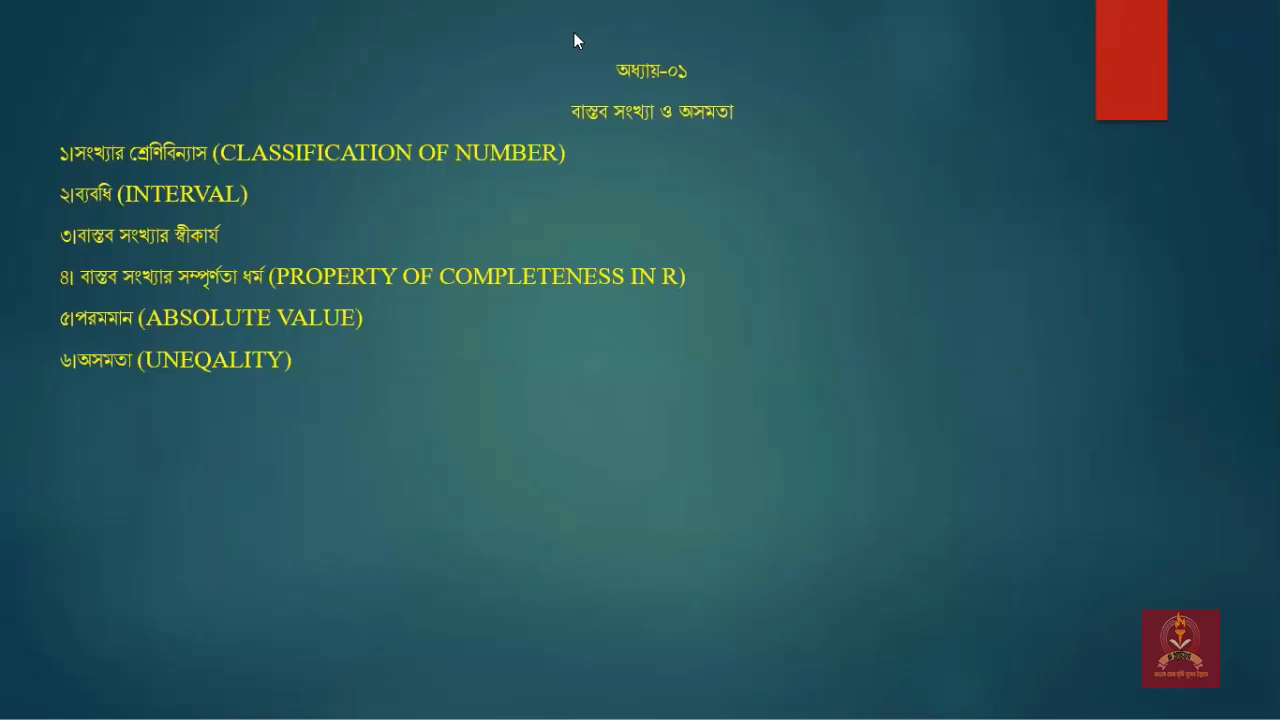 অধ্যায়-০১
বাস্তব সংখ্যা ও অসমতা
১।সংখ্যার শ্রেণিবিন্যাস (CLASSIFICATION OF NUMBER)
২।ব্যবধি (INTERVAL)
৩।বাস্তব সংখ্যার স্বীকার্য
৪। বাস্তব সংখ্যার সম্পূর্ণতা ধর্ম (PROPERTY OF COMPLETENESS IN R)
৫।পরমমান (ABSOLUTE VALUE)
৬।অসমতা (UNEQALITY)